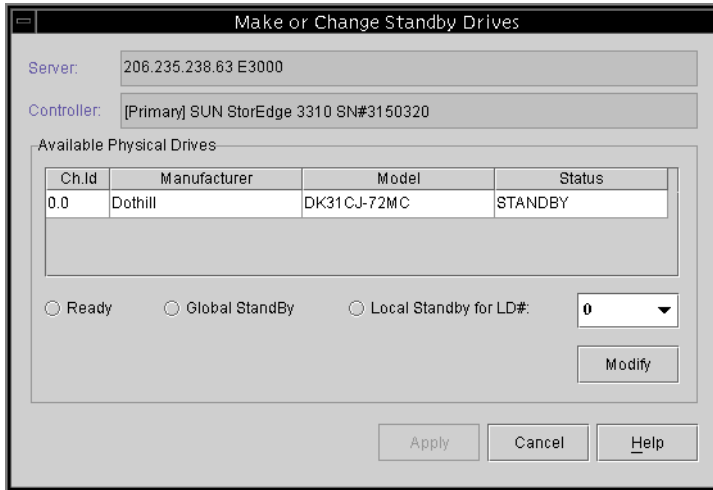 Make or Change Standby Drives
Server: 206.235.238.63 E3000
Controller: [Primary] SUN StorEdge 3310 SN#3150320
Available Physical Drives
Ch.Id Manufacturer Model Status
0.0 Dothill DK31CJ-72MC STANDBY
Ready Global StandBy Local Standby for LD#: 0
Modify
Apply Cancel Help